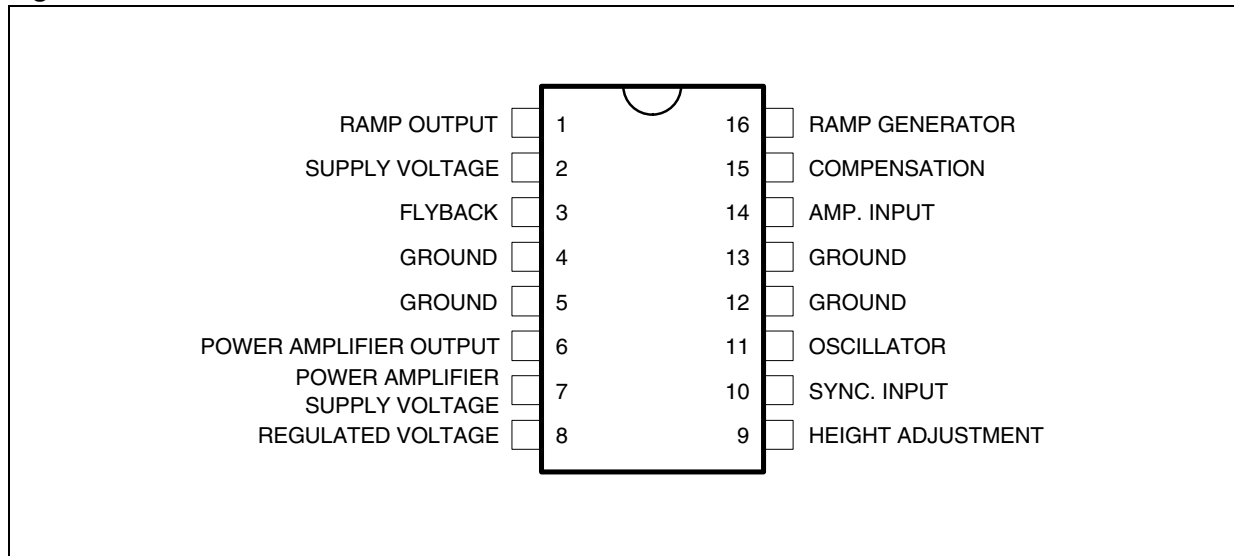 RAMP OUTPUT 1 16 RAMP GENERATOR
SUPPLY VOLTAGE 2 15 COMPENSATION
FLYBACK 3 14 AMP. INPUT
GROUND 4 13 GROUND
GROUND 5 12 GROUND
POWER AMPLIFIER OUTPUT 6 11 OSCILLATOR
POWER AMPLIFIER
SUPPLY VOLTAGE 7 10 SYNC. INPUT
REGULATED VOLTAGE 8 9 HEIGHT ADJUSTMENT